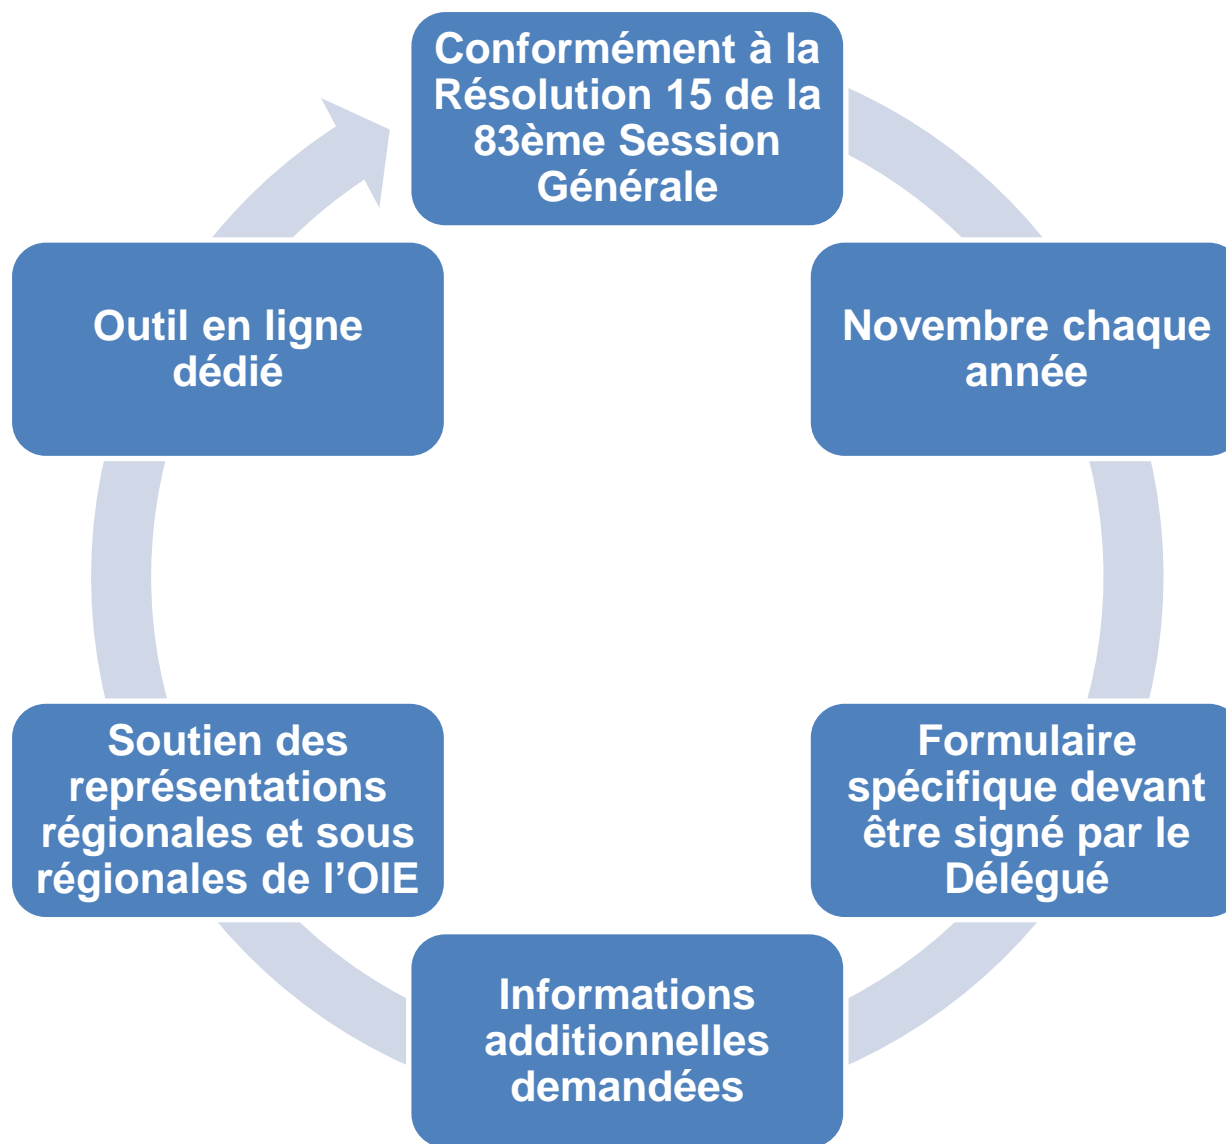 Conformément à la
Résolution 15 de la
83ème Session
Générale
Novembre chaque
année
Formulaire
spécifique devant
être signé par le
Délégué
Informations
additionnelles
demandées
Soutien des
représentations
régionales et sous
régionales de l’OIE
Outil en ligne
dédié